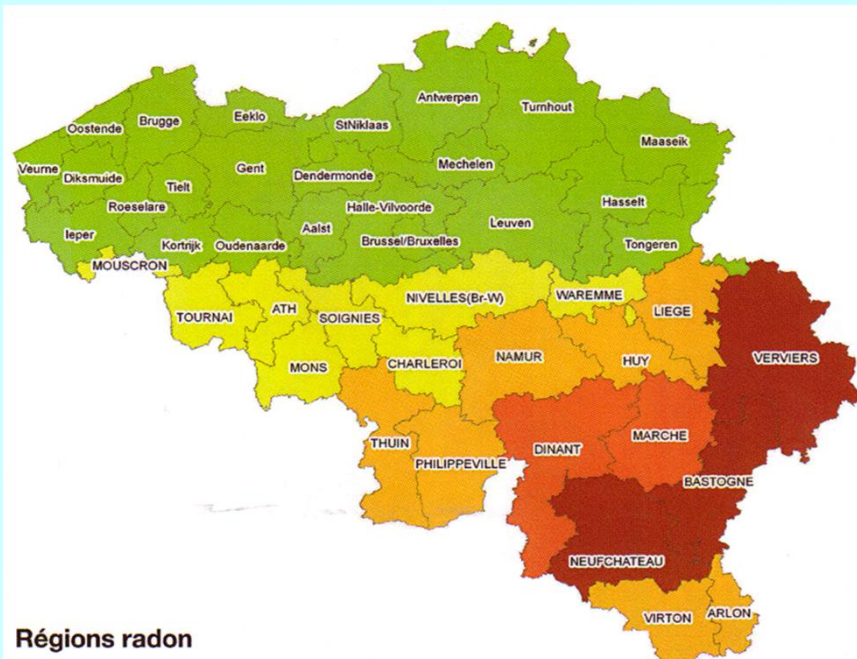 Antwerpen
Turnhout
Eeklo
StNiklaas
Brugge
Oostende
Maaseik
Mechelen
Gent
Veurne
Dendermonde
Diksmuide
Tielt
Hasselt
Roeselare
Halle-Vilvoorde
Leuven
Aalst
Ieper
Brussel/Bruxelles
Kortrijk
Oudenaarde
Tongeren
MOUSCRON
NIVELLES(Br-W)
WAREMME
ATH
LIEGE
TOURNAI
SOIGNIES
NAMUR
VERVIERS
HUY
CHARLEROI
MONS
MARCHE
THUIN
DINANT
PHILIPPEVILLE
BASTOGNE
NEUFCHATEAU
ARLON
VIRTON
Régions radon